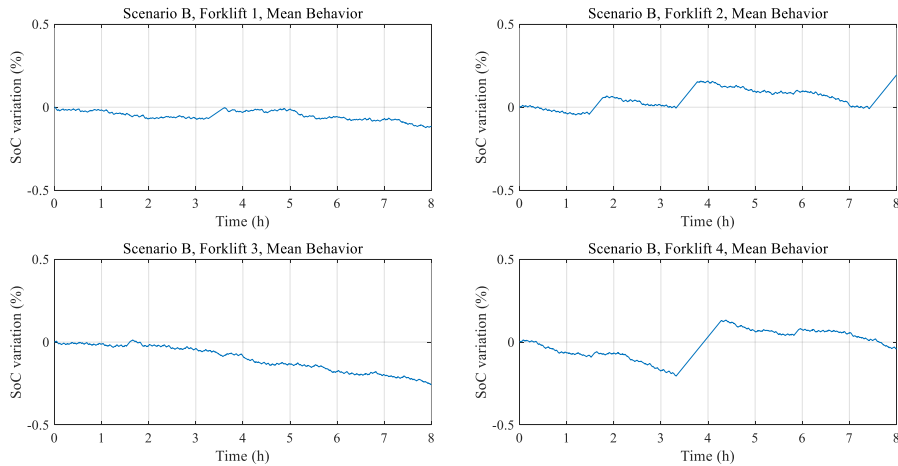 Scenario B, Forklift 1, Mean Behavior
0.5
0
-0.5
SoC variation (%)
0 1 2 3 4 5 6 7 8
Time (h)
Scenario B, Forklift 2, Mean Behavior
0.5
0
-0.5
SoC variation (%)
0 1 2 3 4 5 6 7 8
Time (h)
Scenario B, Forklift 3, Mean Behavior
0.5
0
-0.5
SoC variation (%)
0 1 2 3 4 5 6 7 8
Time (h)
Scenario B, Forklift 4, Mean Behavior
0.5
0
-0.5
SoC variation (%)
0 1 2 3 4 5 6 7 8
Time (h)